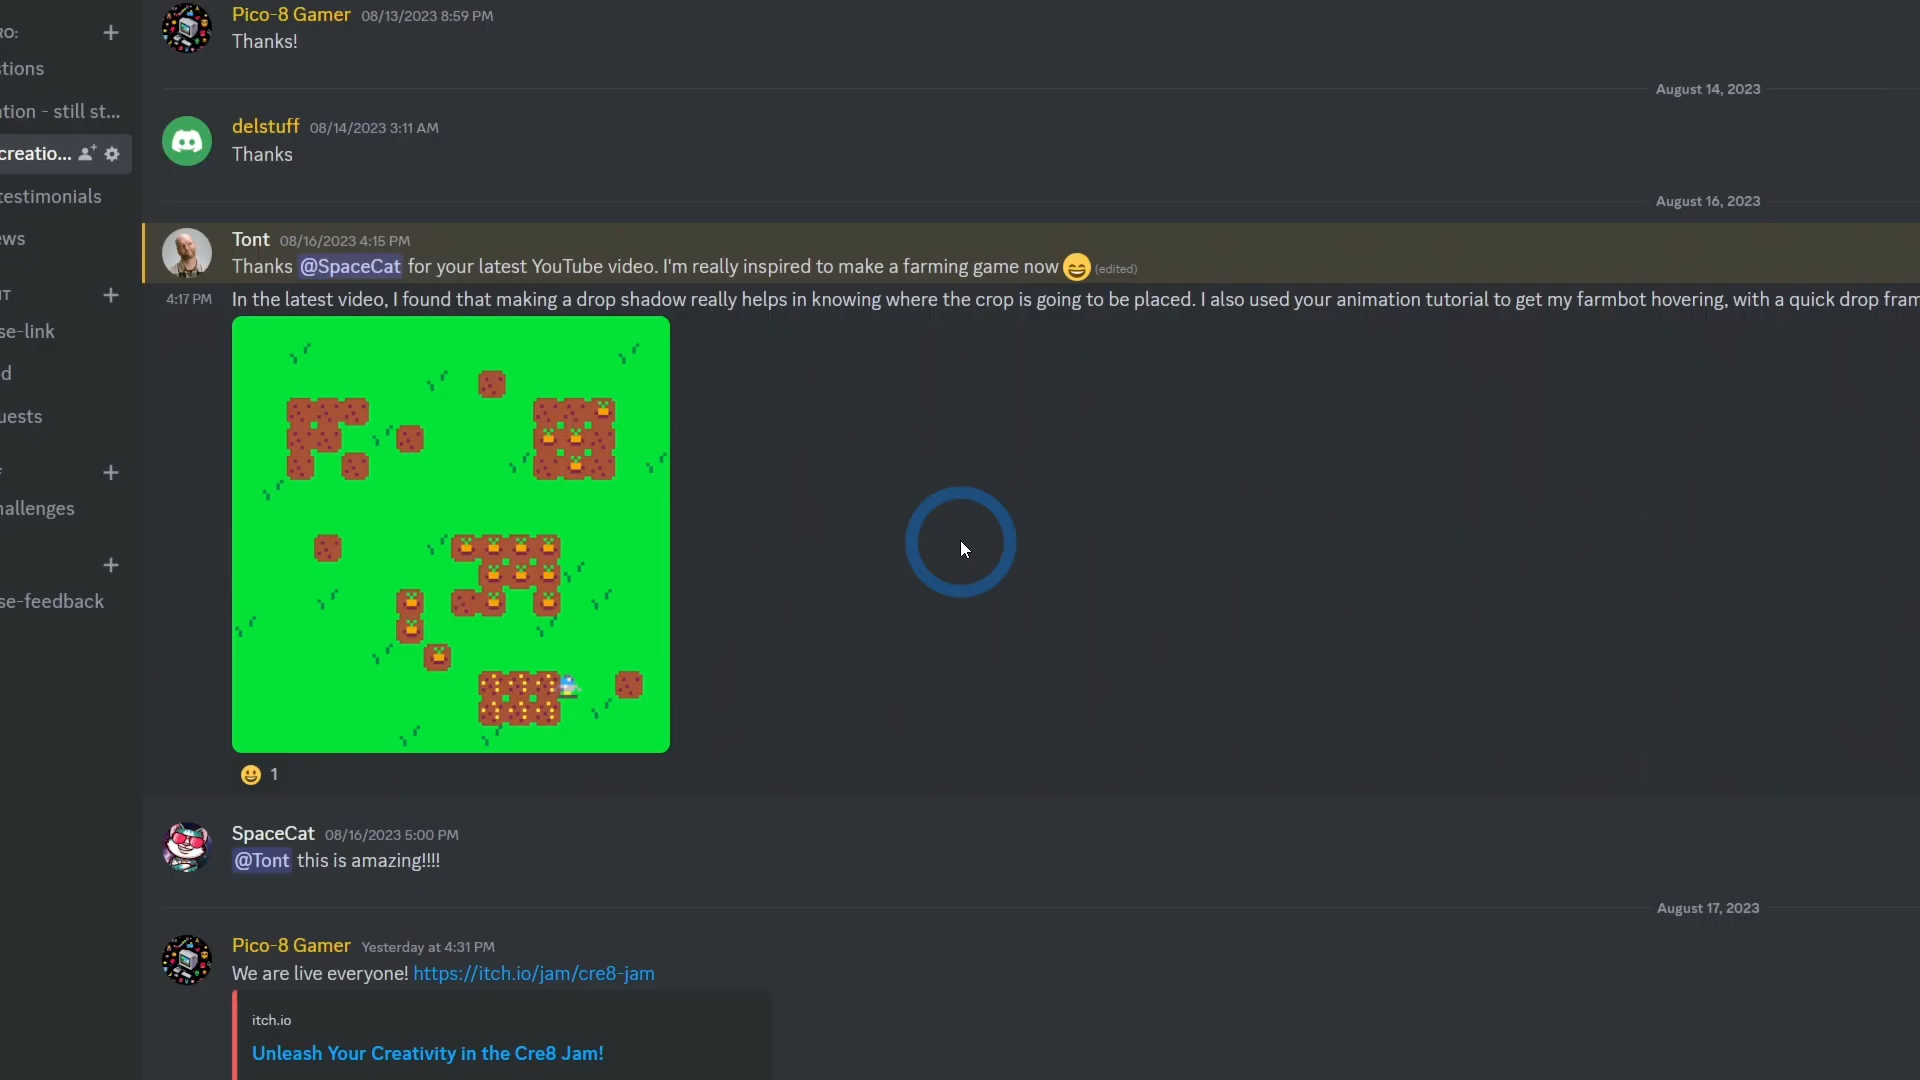 RO:
Pico-8 Gamer 08/13/2023 8:59 PM
Thanks!
tions
August 14, 2023
ation - still st...
delstuff 08/14/2023 3:11 AM
Thanks
creatio...
testimonials
August 16, 2023
ews
Tont 08/16/2023 4:15 PM
Thanks @SpaceCat for your latest YouTube video. I'm really inspired to make a farming game now 😄 (edited)
T
4:17 PM In the latest video, I found that making a drop shadow really helps in knowing where the crop is going to be placed. I also used your animation tutorial to get my farmbot hovering, with a quick drop fram
se-link
d
uests
hallenges
se-feedback
😀 1
SpaceCat 08/16/2023 5:00 PM
@Tont this is amazing!!!!
August 17, 2023
Pico-8 Gamer Yesterday at 4:31 PM
We are live everyone! https://itch.io/jam/cre8-jam
itch.io
Unleash Your Creativity in the Cre8 Jam!